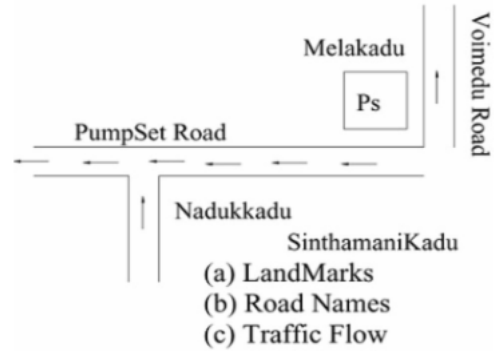 Melakadu
Voimedu Road
Ps
PumpSet Road
Nadukkadu
SinthamaniKadu
(a) LandMarks
(b) Road Names
(c) Traffic Flow